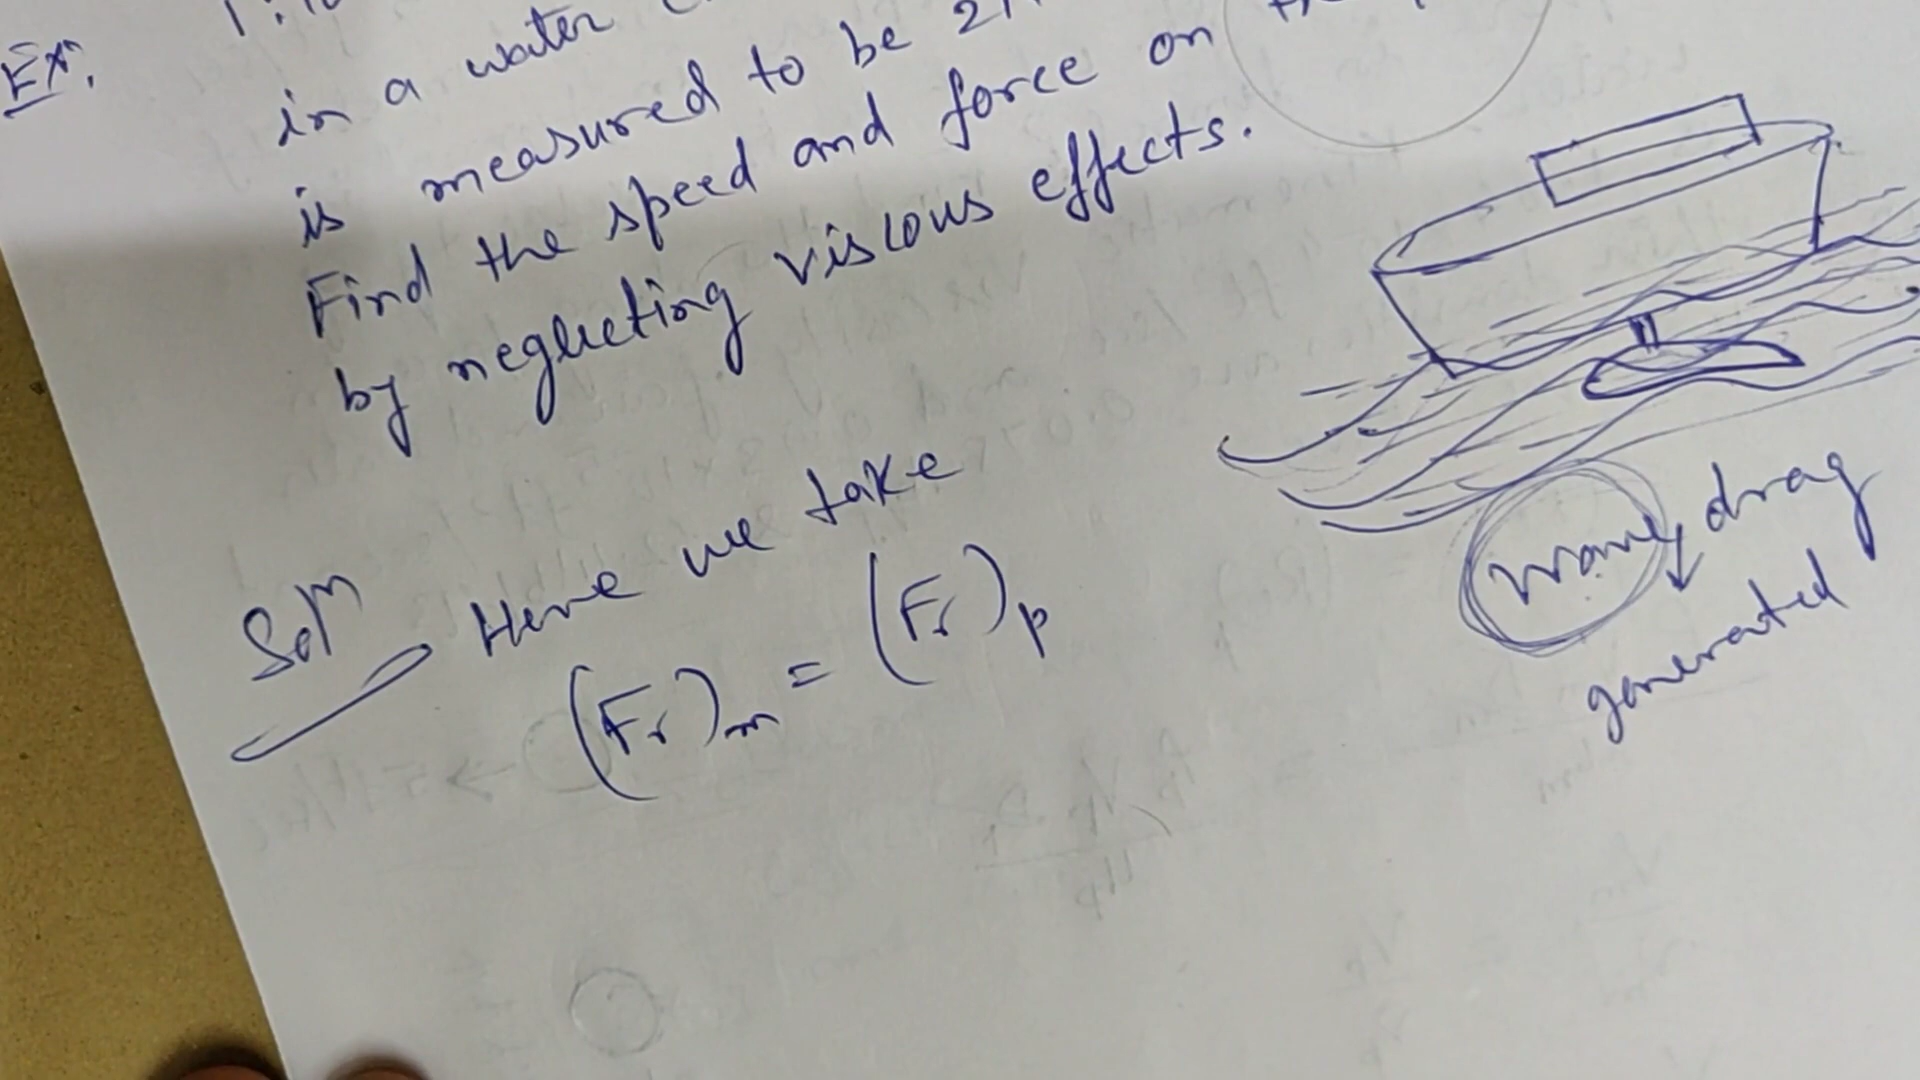 Ex.
in a water
is measured to be 2
Find the speed and force on
by neglecting viscous effects.
Soln Here we take
(Fr)m = (Fr)p
Wave drag
generated